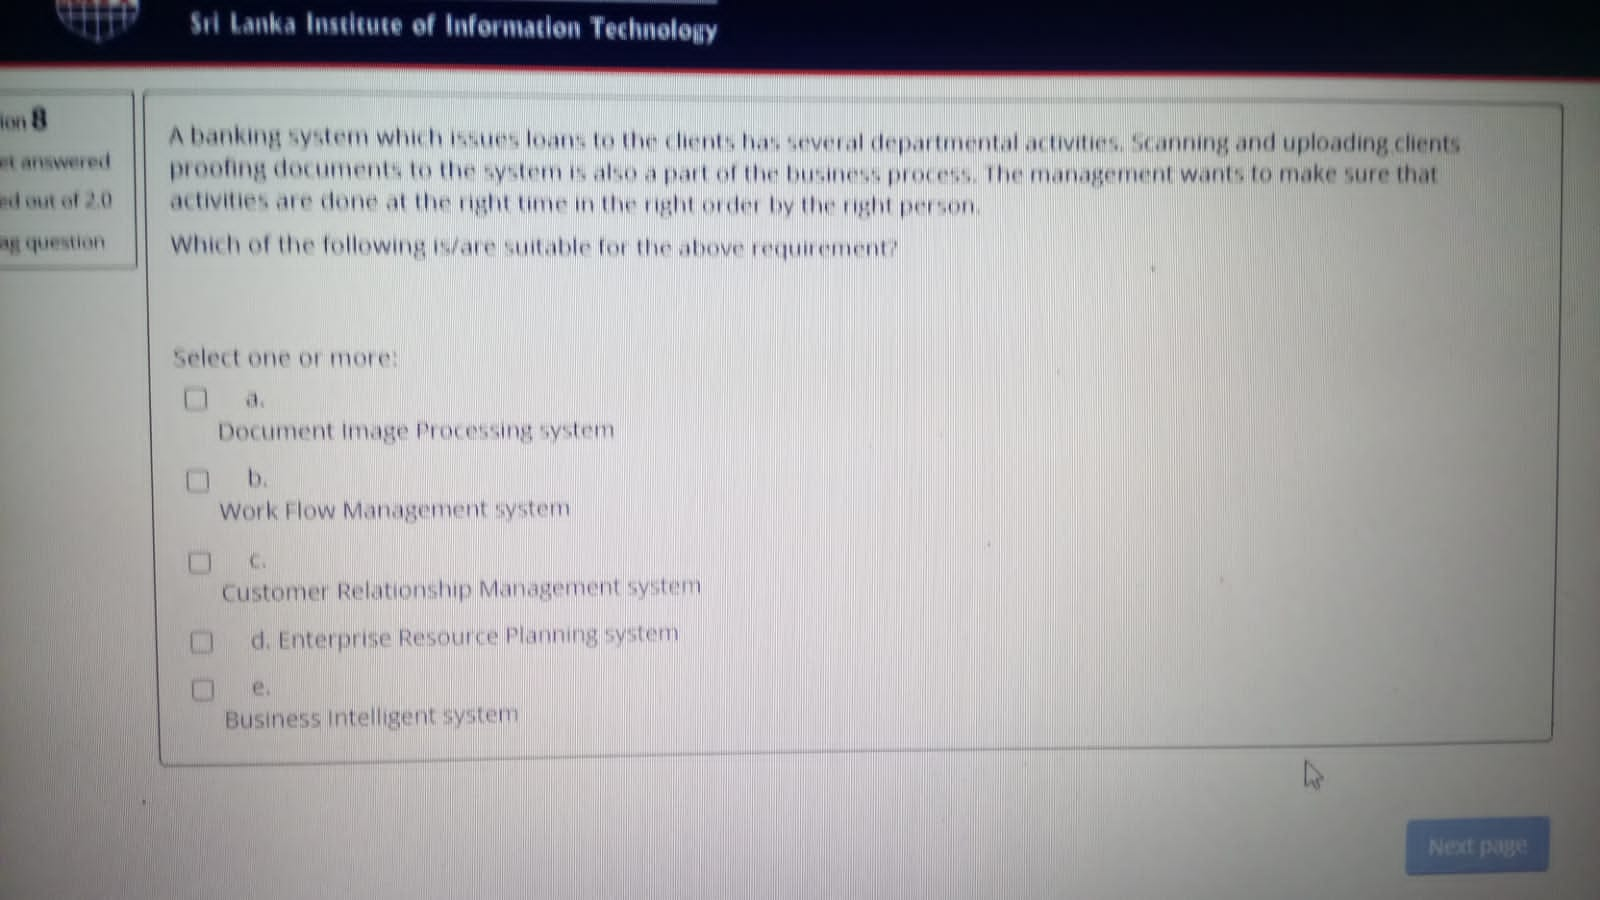 Sri Lanka Institute of Information Technology
ion 8
et answered
ed out of 2.0
ag question
A banking system which issues loans to the clients has several departmental activities. Scanning and uploading clients
proofing documents to the system is also a part of the business process. The management wants to make sure that
activities are done at the right time in the right order by the right person.
Which of the following is/are suitable for the above requirement?
Select one or more:
a.
Document Image Processing system
b.
Work Flow Management system
c.
Customer Relationship Management system
d. Enterprise Resource Planning system
e.
Business Intelligent system
Next page